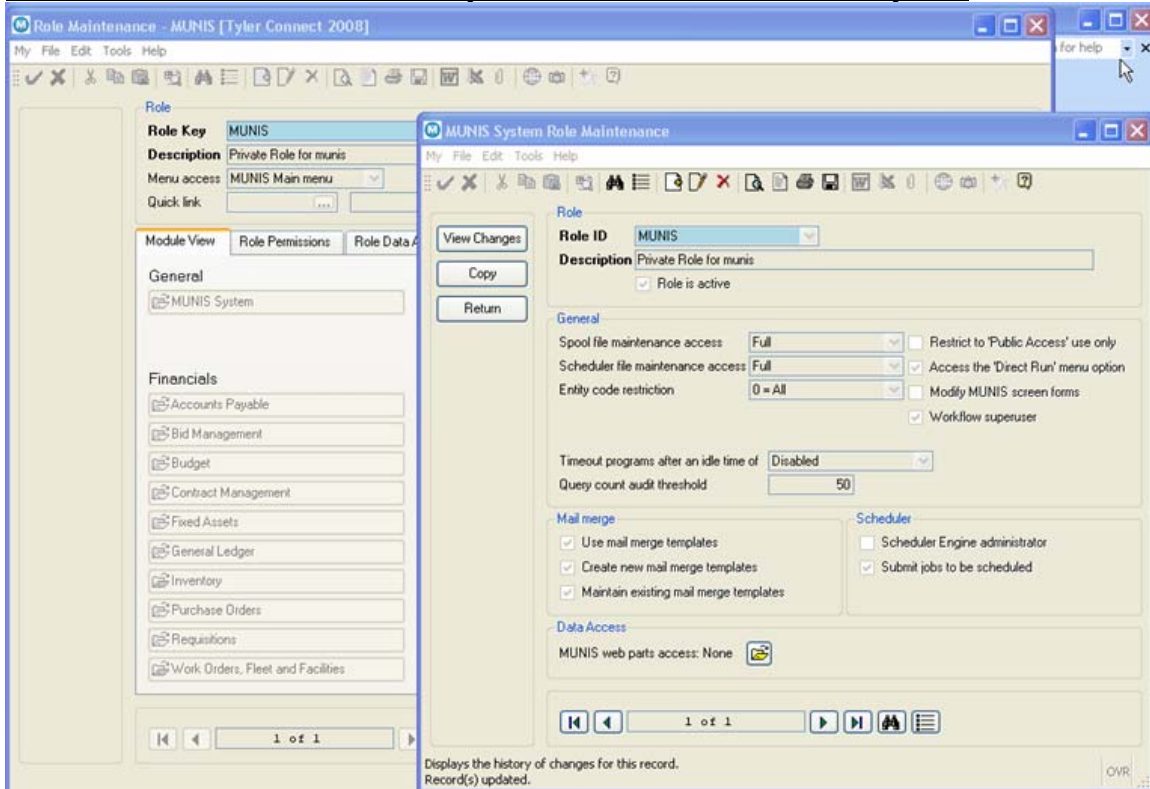 Role Maintenance - MUNIS [Tyler Connect 2008]
My File Edit Tools Help
for help
Role
Role Key MUNIS
Description Private Role for munis
Menu access MUNIS Main menu
Quick link ...
Module View Role Permissions Role Data A
General
MUNIS System
Financials
Accounts Payable
Bid Management
Budget
Contract Management
Fixed Assets
General Ledger
Inventory
Purchase Orders
Requisitions
Work Orders, Fleet and Facilities
1 of 1
MUNIS System Role Maintenance
My File Edit Tools Help
View Changes
Copy
Return
Role
Role ID MUNIS
Description Private Role for munis
Role is active
General
Spool file maintenance access Full Restrict to 'Public Access' use only
Scheduler file maintenance access Full Access the 'Direct Run' menu option
Entity code restriction 0 = All Modify MUNIS screen forms
Workflow superuser
Timeout programs after an idle time of Disabled
Query count audit threshold 50
Mail merge
Use mail merge templates
Create new mail merge templates
Maintain existing mail merge templates
Scheduler
Scheduler Engine administrator
Submit jobs to be scheduled
Data Access
MUNIS web parts access: None
1 of 1
Displays the history of changes for this record.
Record(s) updated.
OVR